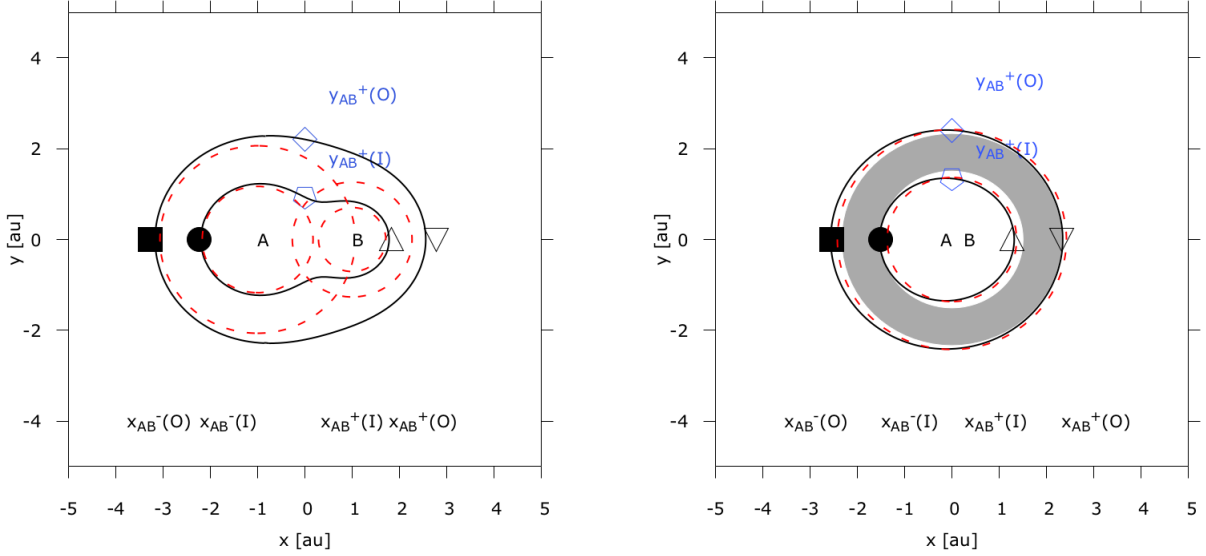 4
2
0
-2
-4
y [au]
y_AB^+(O)
y_AB^+(I)
A
B
x_AB^-(O) x_AB^-(I)
x_AB^+(I) x_AB^+(O)
-5 -4 -3 -2 -1 0 1 2 3 4 5
x [au]
4
2
0
-2
-4
y [au]
y_AB^+(O)
y_AB^+(I)
A B
x_AB^-(O)
x_AB^-(I)
x_AB^+(I)
x_AB^+(O)
-5 -4 -3 -2 -1 0 1 2 3 4 5
x [au]